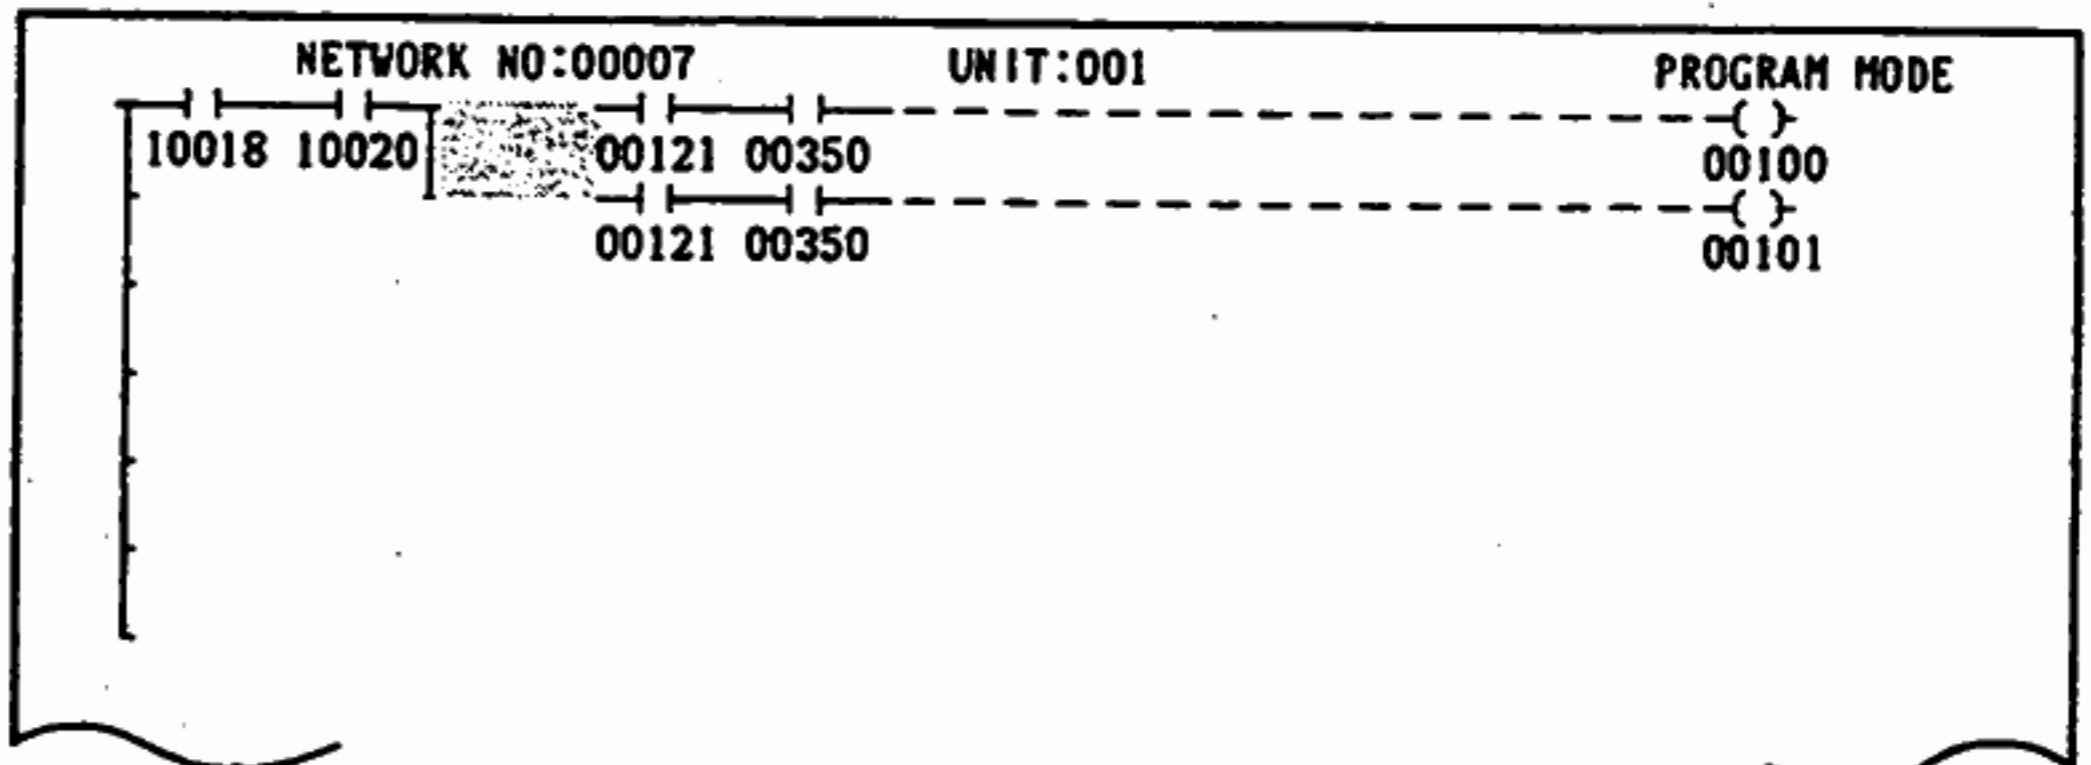 NETWORK NO:00007 UNIT:001 PROGRAM MODE
10018 10020 00121 00350 00100
00121 00350 00101